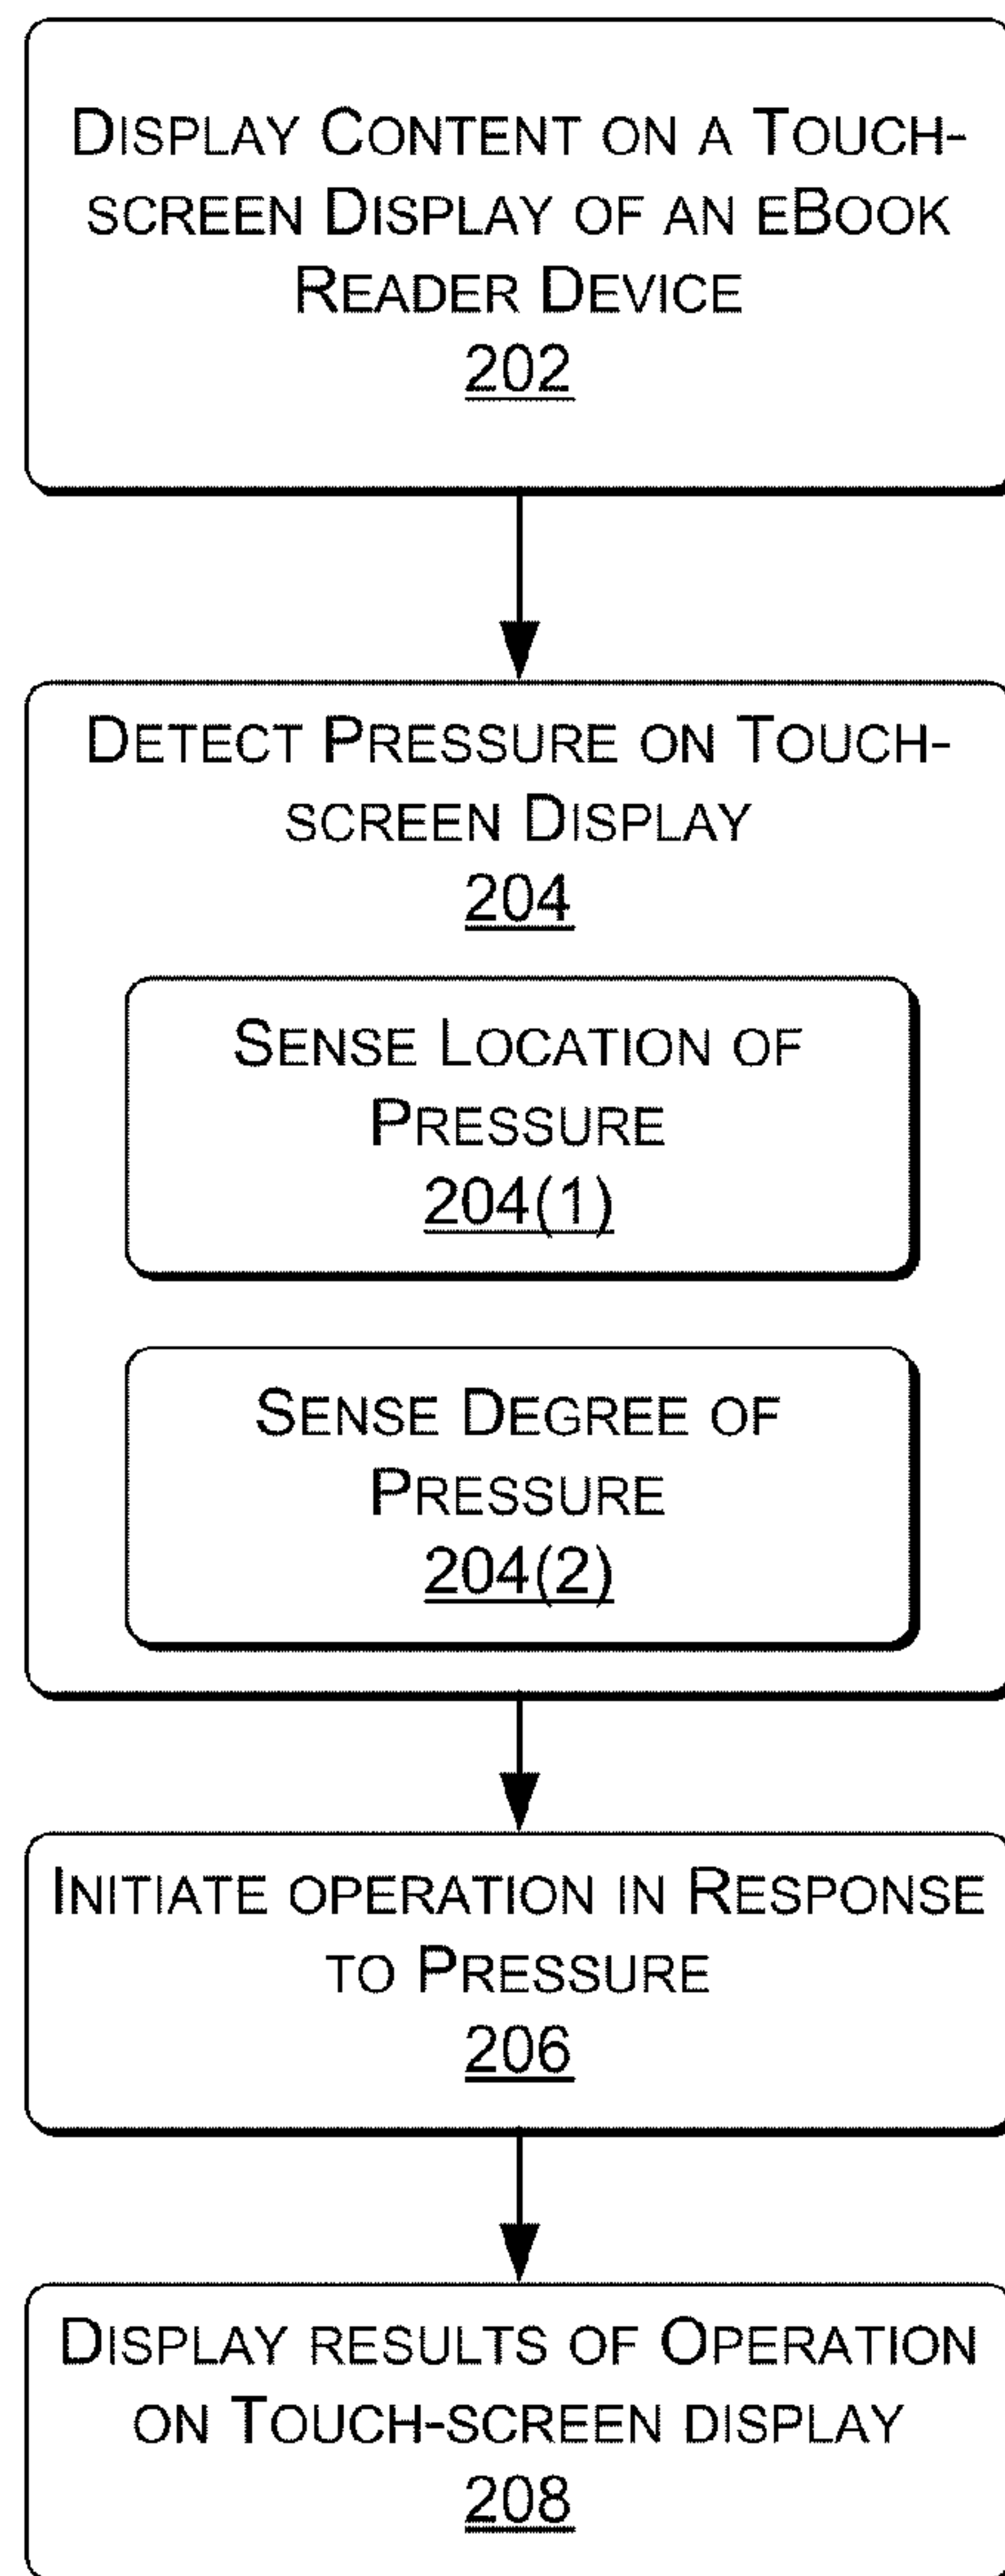 DISPLAY CONTENT ON A TOUCH-
SCREEN DISPLAY OF AN EBOOK
READER DEVICE
202
DETECT PRESSURE ON TOUCH-
SCREEN DISPLAY
204
SENSE LOCATION OF
PRESSURE
204(1)
SENSE DEGREE OF
PRESSURE
204(2)
INITIATE OPERATION IN RESPONSE
TO PRESSURE
206
DISPLAY RESULTS OF OPERATION
ON TOUCH-SCREEN DISPLAY
208